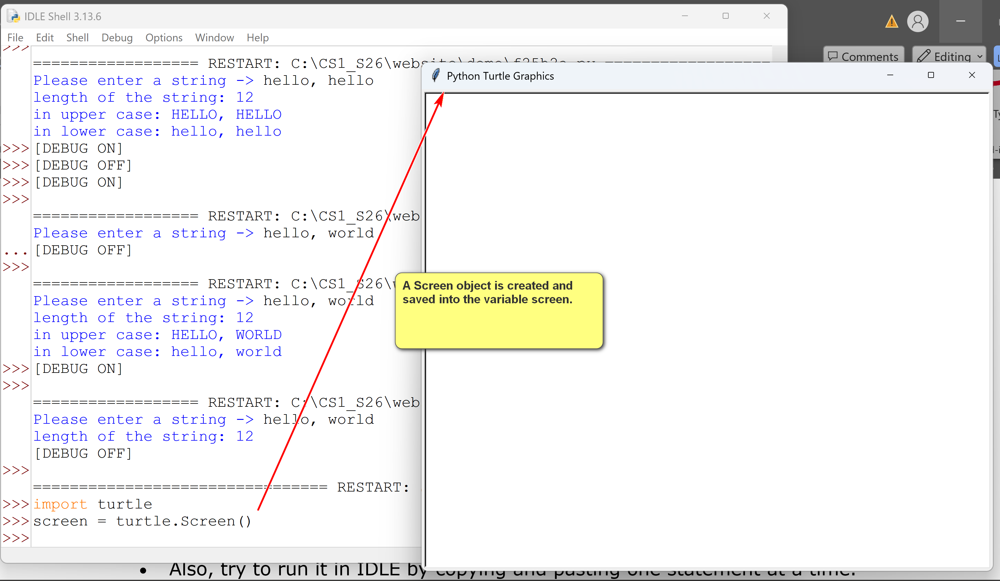 IDLE Shell 3.13.6
File Edit Shell Debug Options Window Help
>>>
================== RESTART: C:\CS1_S26\website\demo\f25b2a.py ==================
Please enter a string -> hello, hello
length of the string: 12
in upper case: HELLO, HELLO
in lower case: hello, hello
>>> [DEBUG ON]
>>> [DEBUG OFF]
>>> [DEBUG ON]
>>>
================== RESTART: C:\CS1_S26\web
Please enter a string -> hello, world
... [DEBUG OFF]
>>>
================== RESTART: C:\CS1_S26\
Please enter a string -> hello, world
length of the string: 12
in upper case: HELLO, WORLD
in lower case: hello, world
>>> [DEBUG ON]
>>>
================== RESTART: C:\CS1_S26\web
Please enter a string -> hello, world
length of the string: 12
[DEBUG OFF]
>>>
================================ RESTART:
>>> import turtle
>>> screen = turtle.Screen()
>>>
Comments Editing
Python Turtle Graphics
A Screen object is created and
saved into the variable screen.
Also, try to run it in IDLE by copying and pasting one statement at a time.